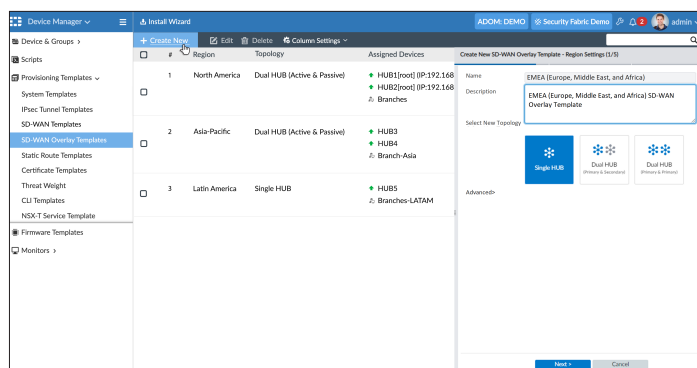 Device Manager
Install Wizard
ADOM: DEMO
Security Fabric Demo
2
admin
Device & Groups >
Scripts
Provisioning Templates
System Templates
IPsec Tunnel Templates
SD-WAN Templates
SD-WAN Overlay Templates
Static Route Templates
Certificate Templates
Threat Weight
CLI Templates
NSX-T Service Template
Firmware Templates
Monitors >
+ Create New
Edit
Delete
Column Settings
# Region Topology Assigned Devices
1 North America Dual HUB (Active & Passive) HUB1[root] (IP:192.168
HUB2[root] (IP:192.168
Branches
2 Asia-Pacific Dual HUB (Active & Passive) HUB3
HUB4
Branch-Asia
3 Latin America Single HUB HUB5
Branches-LATAM
Create New SD-WAN Overlay Template - Region Settings (1/5)
Name EMEA (Europe, Middle East, and Africa)
Description EMEA (Europe, Middle East, and Africa) SD-WAN
Overlay Template
Select New Topology
Single HUB
Dual HUB
(Primary & Secondary)
Dual HUB
(Primary & Primary)
Advanced>
Next >
Cancel